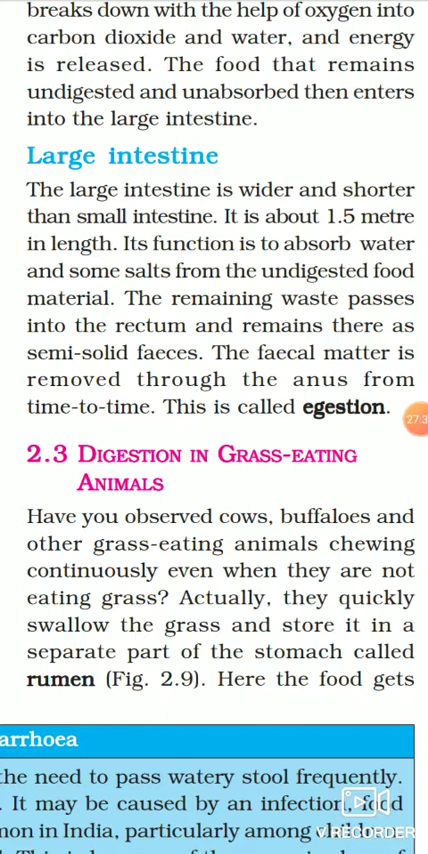 breaks down with the help of oxygen into
carbon dioxide and water, and energy
is released. The food that remains
undigested and unabsorbed then enters
into the large intestine.
Large intestine
The large intestine is wider and shorter
than small intestine. It is about 1.5 metre
in length. Its function is to absorb water
and some salts from the undigested food
material. The remaining waste passes
into the rectum and remains there as
semi-solid faeces. The faecal matter is
removed through the anus from
time-to-time. This is called egestion.
27:3
2.3 DIGESTION IN GRASS-EATING
ANIMALS
Have you observed cows, buffaloes and
other grass-eating animals chewing
continuously even when they are not
eating grass? Actually, they quickly
swallow the grass and store it in a
separate part of the stomach called
rumen (Fig. 2.9). Here the food gets
arrhoea
the need to pass watery stool frequently.
. It may be caused by an infection, food
mon in India, particularly among
RECORDER